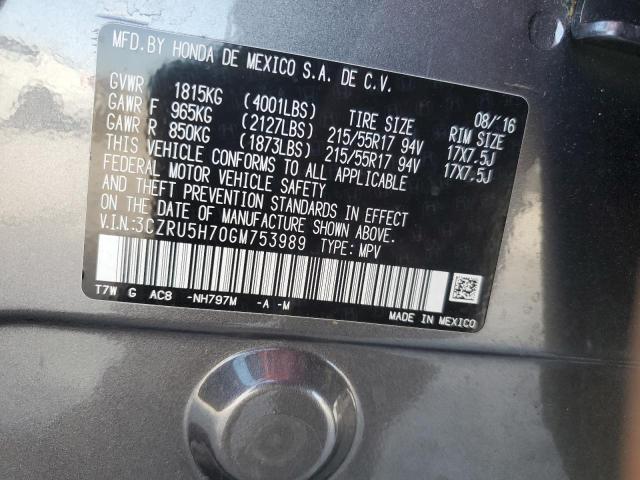 MFD. BY HONDA DE MEXICO S.A. DE C.V. 08/'16
GVWR 1815KG (4001LBS) TIRE SIZE RIM SIZE
GAWR F 965KG (2127LBS) 215/55R17 94V 17X7.5J
GAWR R 850KG (1873LBS) 215/55R17 94V 17X7.5J
THIS VEHICLE CONFORMS TO ALL APPLICABLE
FEDERAL MOTOR VEHICLE SAFETY
AND THEFT PREVENTION STANDARDS IN EFFECT
ON THE DATE OF MANUFACTURE SHOWN ABOVE.
V.I.N.:3CZRU5H70GM753989 TYPE: MPV
T7W G AC8 -NH797M -A -M MADE IN MEXICO